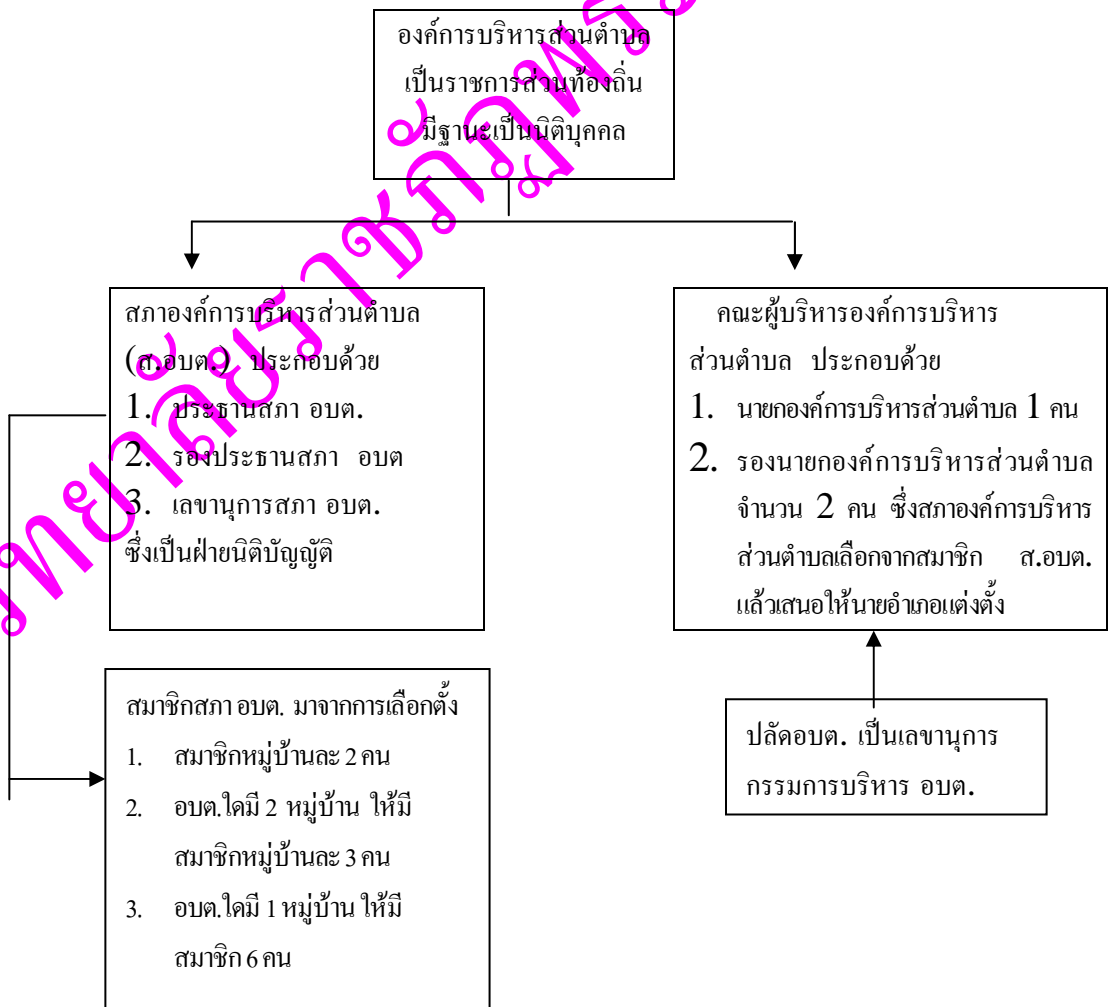 องค์การบริหารส่วนตำบล
เป็นราชการส่วนท้องถิ่น
มีฐานะเป็นนิติบุคคล
สภาองค์การบริหารส่วนตำบล
(ส.อบต.) ประกอบด้วย
1. ประธานสภา อบต.
2. รองประธานสภา อบต
3. เลขานุการสภา อบต.
ซึ่งเป็นฝ่ายนิติบัญญัติ
คณะผู้บริหารองค์การบริหาร
ส่วนตำบล ประกอบด้วย
1. นายกองค์การบริหารส่วนตำบล 1 คน
2. รองนายกองค์การบริหารส่วนตำบล
จำนวน 2 คน ซึ่งสภาองค์การบริหาร
ส่วนตำบลเลือกจากสมาชิก ส.อบต.
แล้วเสนอให้นายอำเภอแต่งตั้ง
สมาชิกสภา อบต. มาจากการเลือกตั้ง
1. สมาชิกหมู่บ้านละ 2 คน
2. อบต.ใดมี 2 หมู่บ้าน ให้มี
สมาชิกหมู่บ้านละ 3 คน
3. อบต.ใดมี 1 หมู่บ้าน ให้มี
สมาชิก 6 คน
ปลัดอบต. เป็นเลขานุการ
กรรมการบริหาร อบต.